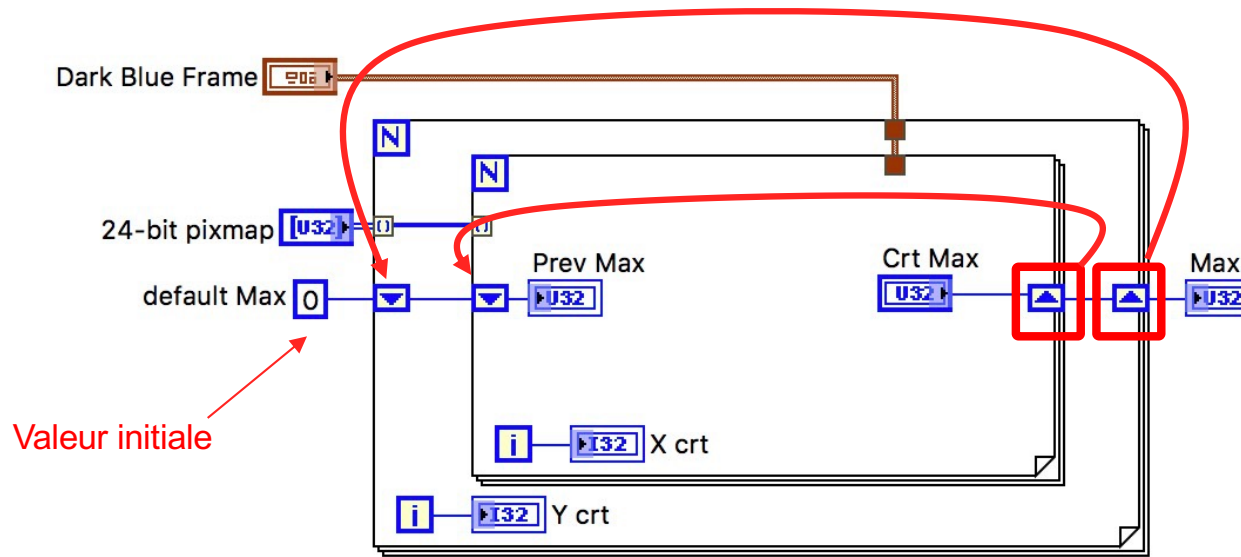 Dark Blue Frame
N
N
24-bit pixmap [U32]
Prev Max
Crt Max
Max
default Max 0
U32
U32
U32
Valeur initiale
i I32 X crt
i I32 Y crt